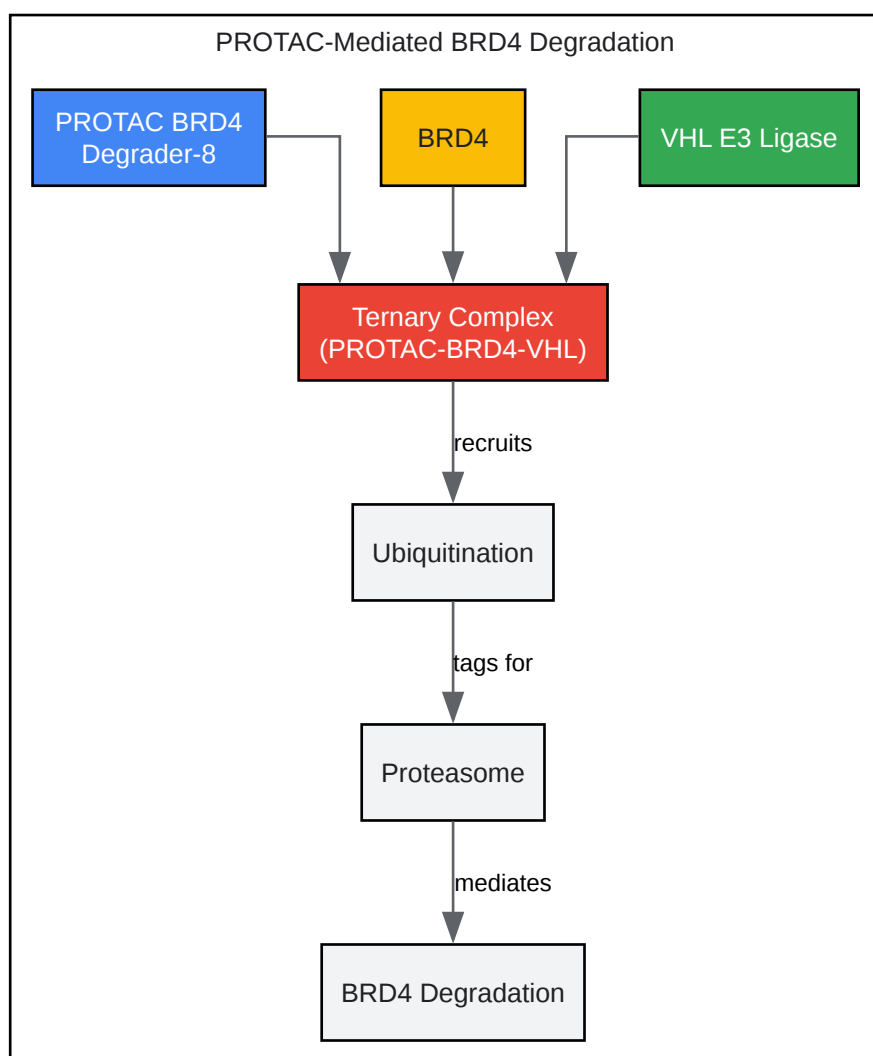 PROTAC-Mediated BRD4 Degradation
PROTAC BRD4
Degrader-8
BRD4
VHL E3 Ligase
Ternary Complex
(PROTAC-BRD4-VHL)
recruits
Ubiquitination
tags for
Proteasome
mediates
BRD4 Degradation